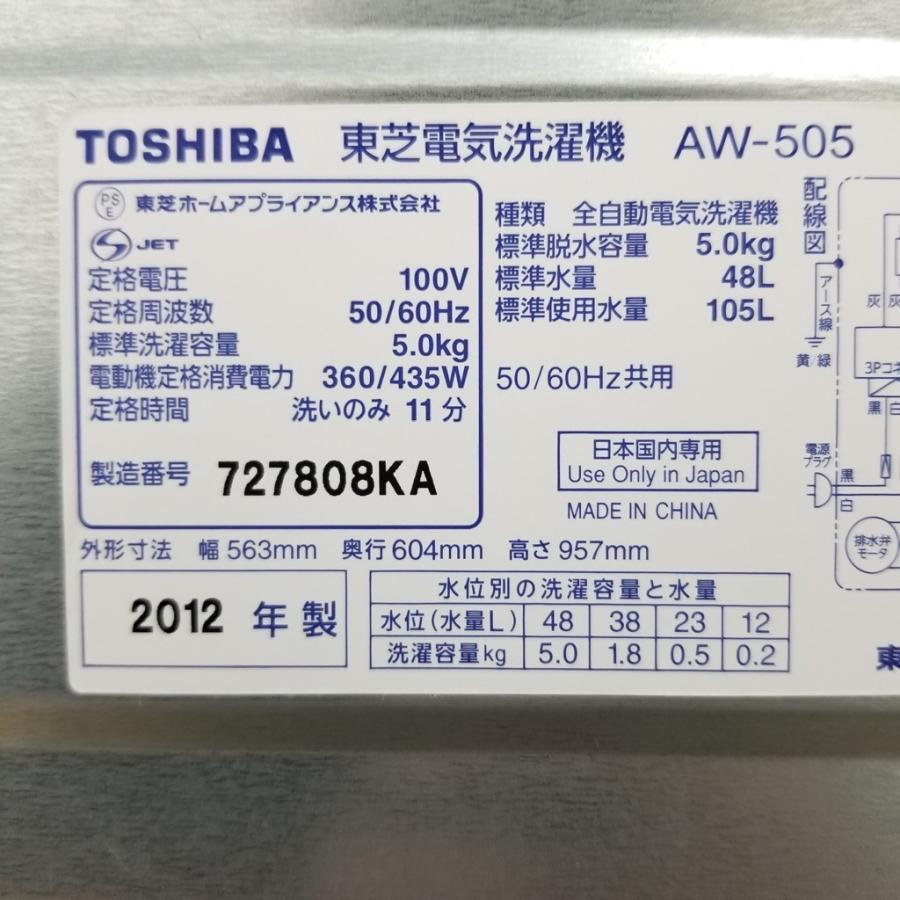 TOSHIBA 東芝電気洗濯機 AW-505
PSE 東芝ホームアプライアンス株式会社
JET
定格電圧 100V
定格周波数 50/60Hz
標準洗濯容量 5.0kg
電動機定格消費電力 360/435W
定格時間 洗いのみ 11分
製造番号 727808KA
種類 全自動電気洗濯機
標準脱水容量 5.0kg
標準水量 48L
標準使用水量 105L
50/60Hz共用
日本国内専用
Use Only in Japan
MADE IN CHINA
外形寸法 幅 563mm 奥行 604mm 高さ 957mm
2012 年 製
水位別の洗濯容量と水量
水位(水量L) 48 38 23 12
洗濯容量kg 5.0 1.8 0.5 0.2
配線図
アース線
黄/緑
灰
3Pコネ
黒 白
電源プラグ
黒
白
排水弁モータ
東